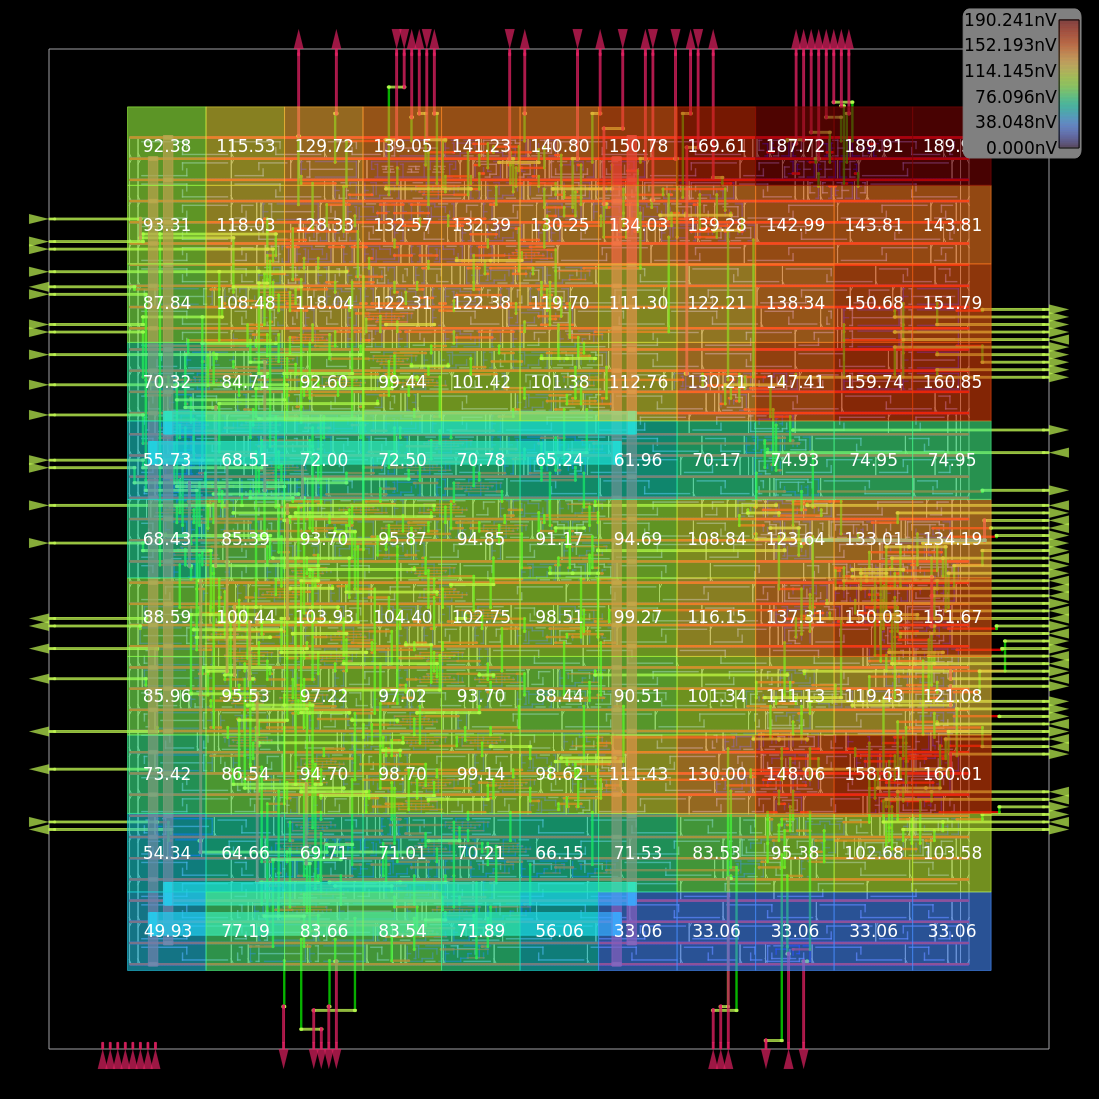 190.241nV
152.193nV
114.145nV
76.096nV
38.048nV
0.000nV
92.38 115.53 129.72 139.05 141.23 140.80 150.78 169.61 187.72 189.91 189.9
93.31 118.03 128.33 132.57 132.39 130.25 134.03 139.28 142.99 143.81 143.81
87.84 108.48 118.04 122.31 122.38 119.70 111.30 122.21 138.34 150.68 151.79
70.32 84.71 92.60 99.44 101.42 101.38 112.76 130.21 147.41 159.74 160.85
55.73 68.51 72.00 72.50 70.78 65.24 61.96 70.17 74.93 74.95 74.95
68.43 85.39 93.70 95.87 94.85 91.17 94.69 108.84 123.64 133.01 134.19
88.59 100.44 103.93 104.40 102.75 98.51 99.27 116.15 137.31 150.03 151.67
85.96 95.53 97.22 97.02 93.70 88.44 90.51 101.34 111.13 119.43 121.08
73.42 86.54 94.70 98.70 99.14 98.62 111.43 130.00 148.06 158.61 160.01
54.34 64.66 69.71 71.01 70.21 66.15 71.53 83.53 95.38 102.68 103.58
49.93 77.19 83.66 83.54 71.89 56.06 33.06 33.06 33.06 33.06 33.06